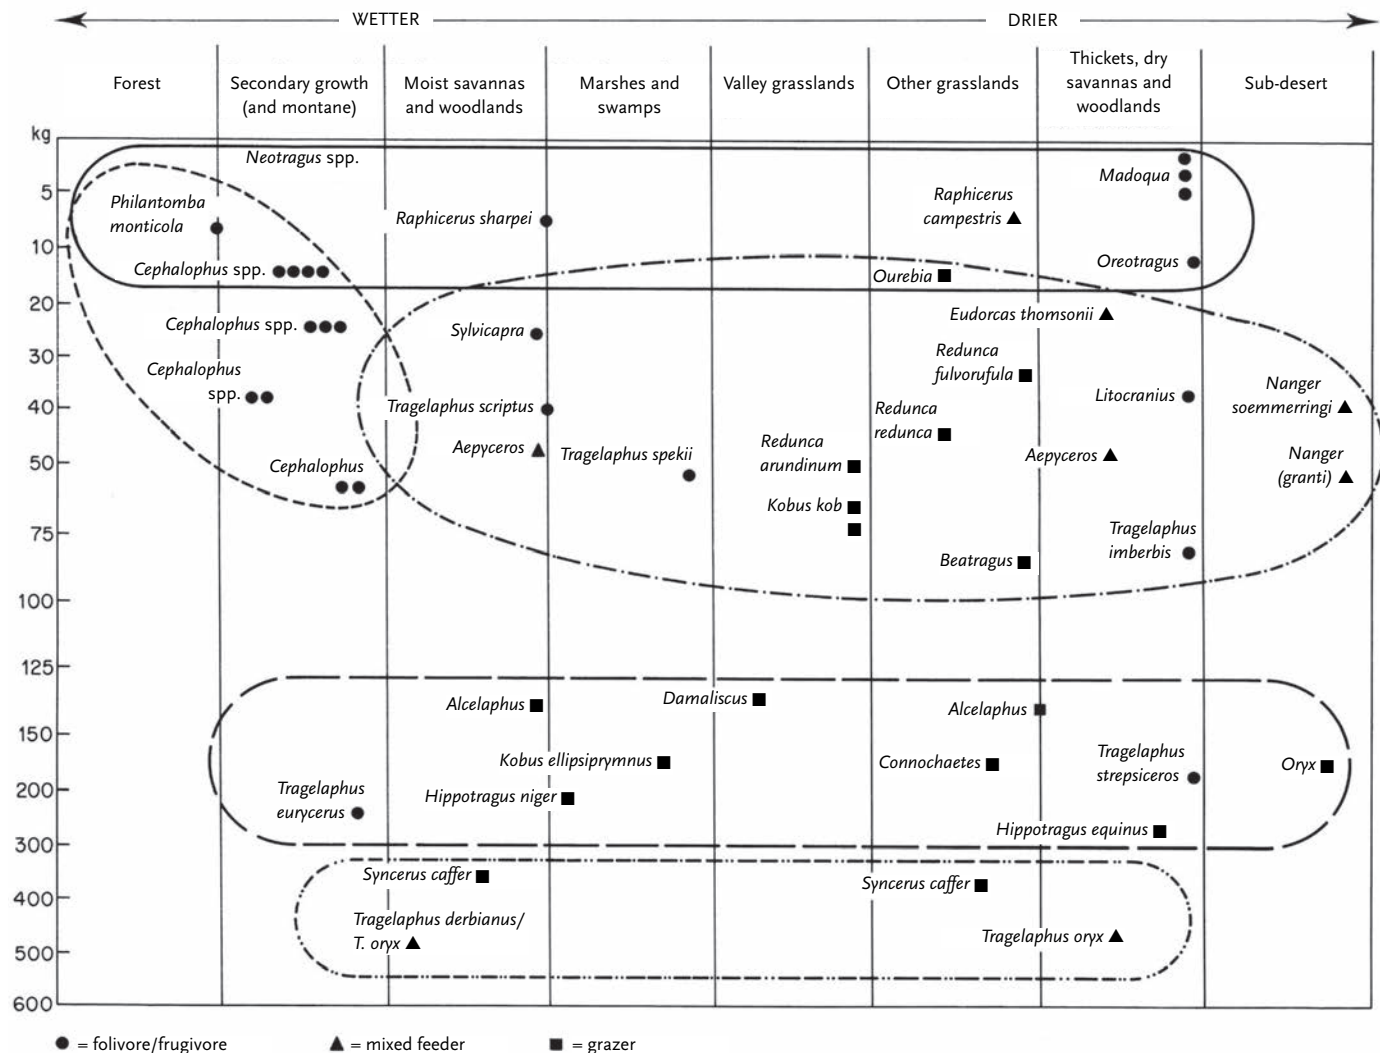 WETTER
DRIER
Forest
Secondary growth
(and montane)
Moist savannas
and woodlands
Marshes and
swamps
Valley grasslands
Other grasslands
Thickets, dry
savannas and
woodlands
Sub-desert
kg
5
10
20
30
40
50
75
100
125
150
200
300
400
500
600
Neotragus spp.
Philantomba
monticola
Cephalophus spp.
Cephalophus spp.
Cephalophus
spp.
Cephalophus
Raphicerus sharpei
Raphicerus
campestris
Madoqua
Oreotragus
Ourebia
Eudorcas thomsonii
Sylvicapra
Redunca
fulvorufula
Litocranius
Nanger
soemmerringi
Tragelaphus scriptus
Redunca
redunca
Aepyceros
Tragelaphus spekii
Redunca
arundinum
Aepyceros
Nanger
(granti)
Kobus kob
Tragelaphus
imberbis
Beatragus
Alcelaphus
Damaliscus
Alcelaphus
Kobus ellipsiprymnus
Connochaetes
Tragelaphus
strepsiceros
Oryx
Tragelaphus
eurycerus
Hippotragus niger
Hippotragus equinus
Syncerus caffer
Syncerus caffer
Tragelaphus derbianus/
T. oryx
Tragelaphus oryx
= folivore/frugivore
= mixed feeder
= grazer